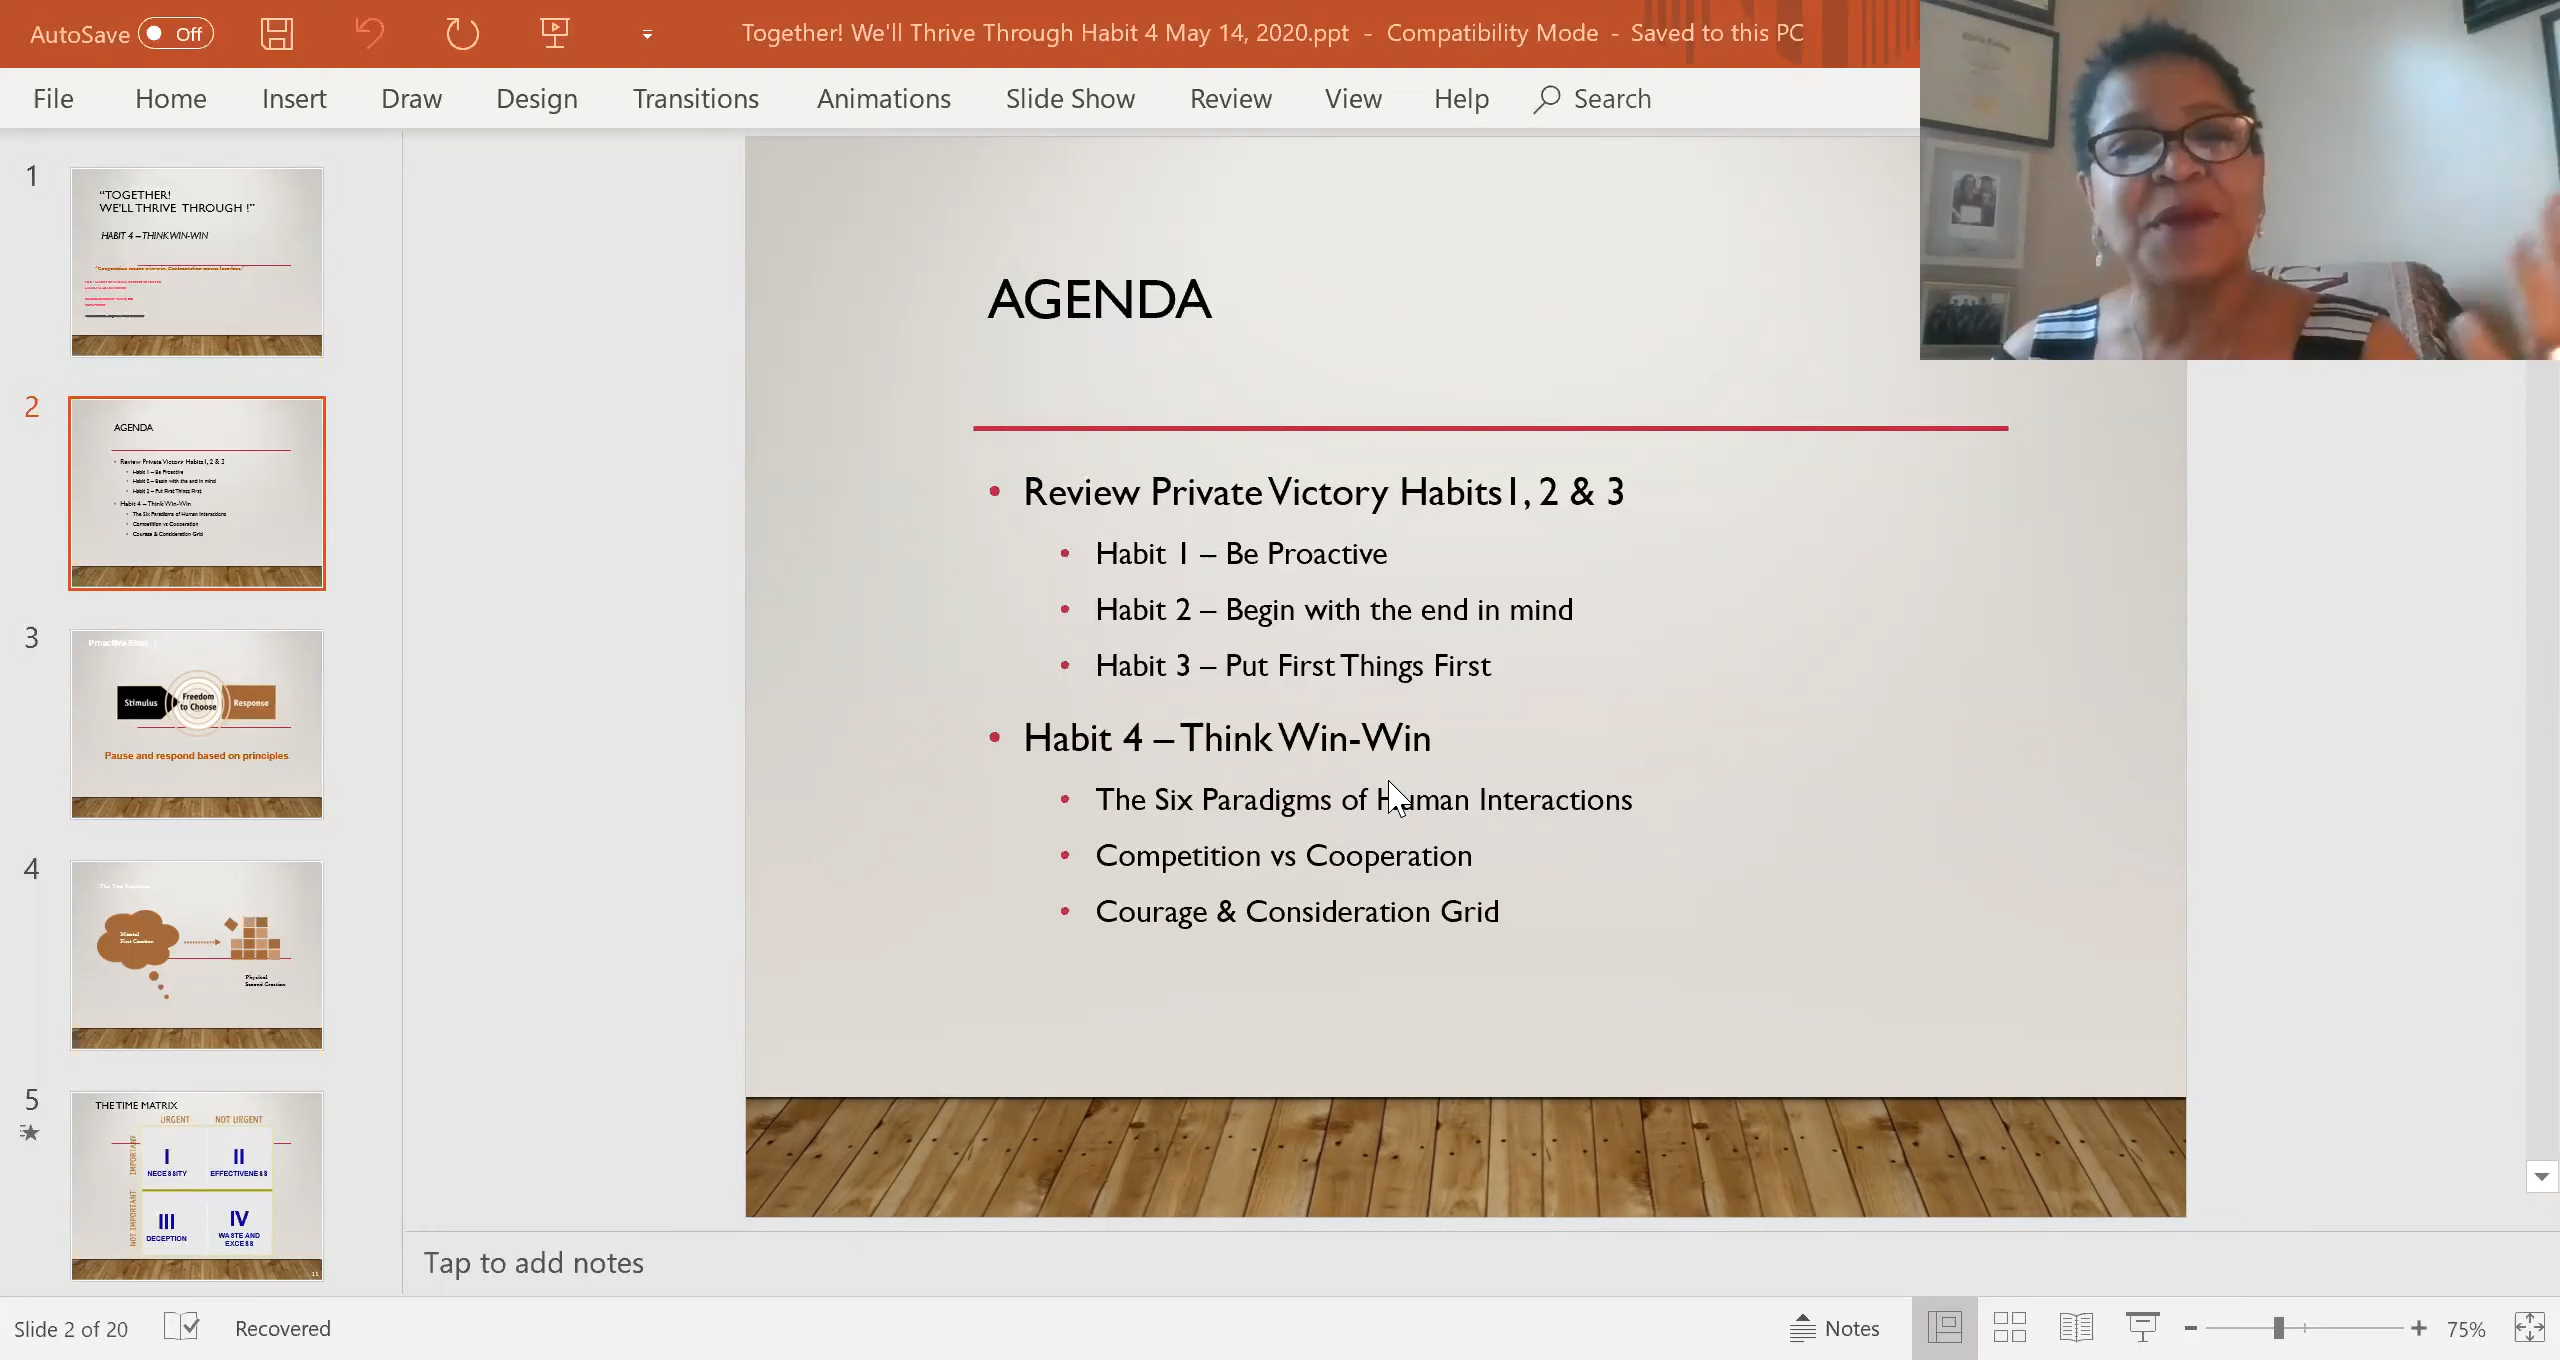 AutoSave Off
Together! We'll Thrive Through Habit 4 May 14, 2020.ppt - Compatibility Mode - Saved to this PC
File Home Insert Draw Design Transitions Animations Slide Show Review View Help Search
1
"TOGETHER!
WE'LL THRIVE THROUGH !"
HABIT 4 – THINK WIN-WIN
2
AGENDA
Review Private Victory Habits1, 2 & 3
Habit 1 – Be Proactive
Habit 2 – Begin with the end in mind
Habit 3 – Put First Things First
Habit 4 – Think Win-Win
The Six Paradigms of Human Interactions
Competition vs Cooperation
Courage & Consideration Grid
3
Stimulus
Freedom
to Choose
Response
Pause and respond based on principles.
4
Mental
First Creation
Physical
Second Creation
5
THE TIME MATRIX
URGENT NOT URGENT
IMPORTANT
I
NECESSITY
II
EFFECTIVENESS
NOT IMPORTANT
III
DECEPTION
IV
WASTE AND
EXCESS
11
AGENDA
• Review Private Victory Habits1, 2 & 3
• Habit 1 – Be Proactive
• Habit 2 – Begin with the end in mind
• Habit 3 – Put First Things First
• Habit 4 – Think Win-Win
• The Six Paradigms of Human Interactions
• Competition vs Cooperation
• Courage & Consideration Grid
Tap to add notes
Slide 2 of 20 Recovered Notes 75%